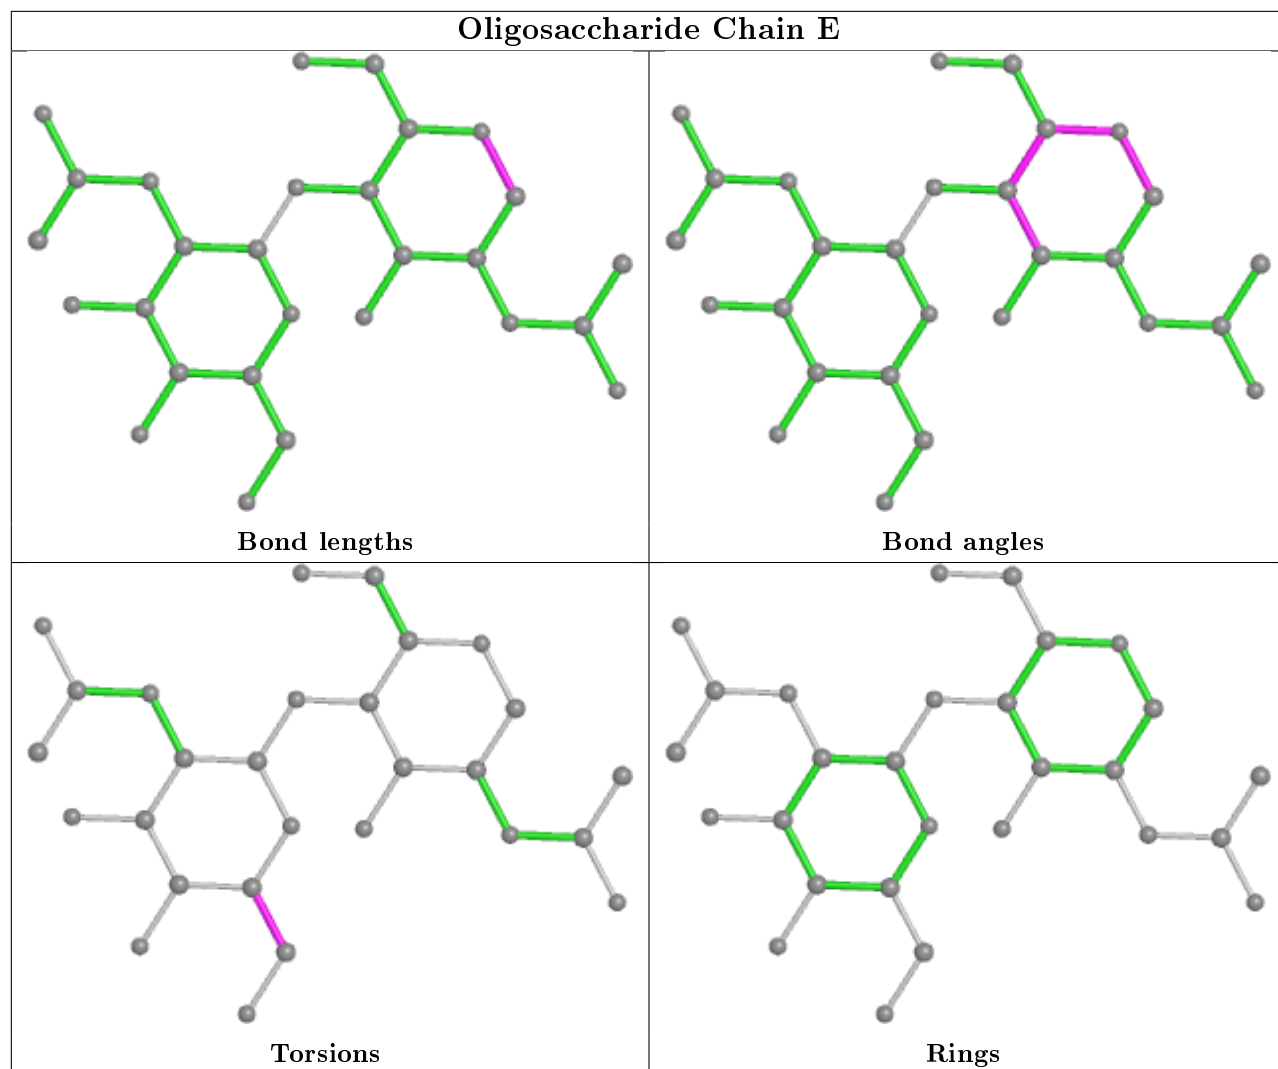 Oligosaccharide Chain E
Bond lengths
Bond angles
Torsions
Rings